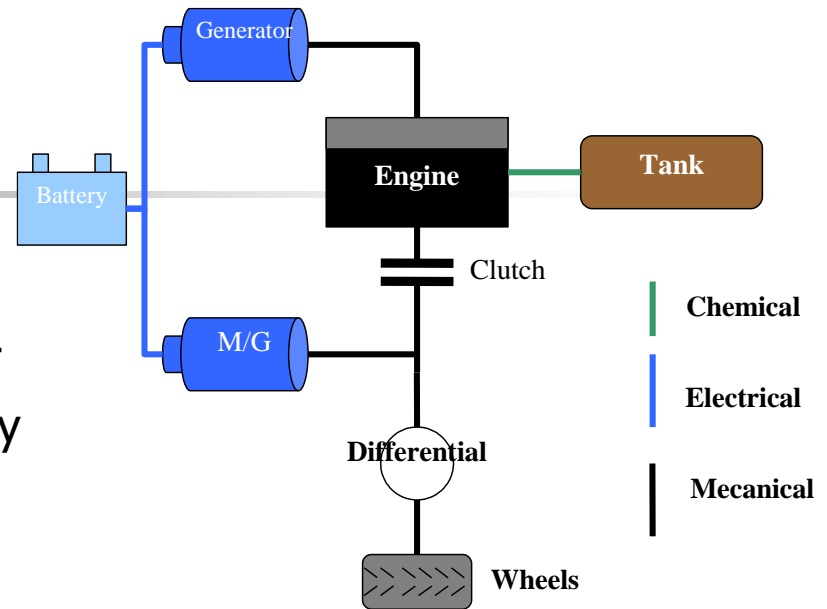 Generator
Engine
Tank
Battery
Clutch
Chemical
M/G
Electrical
y
Differential
Mecanical
Wheels